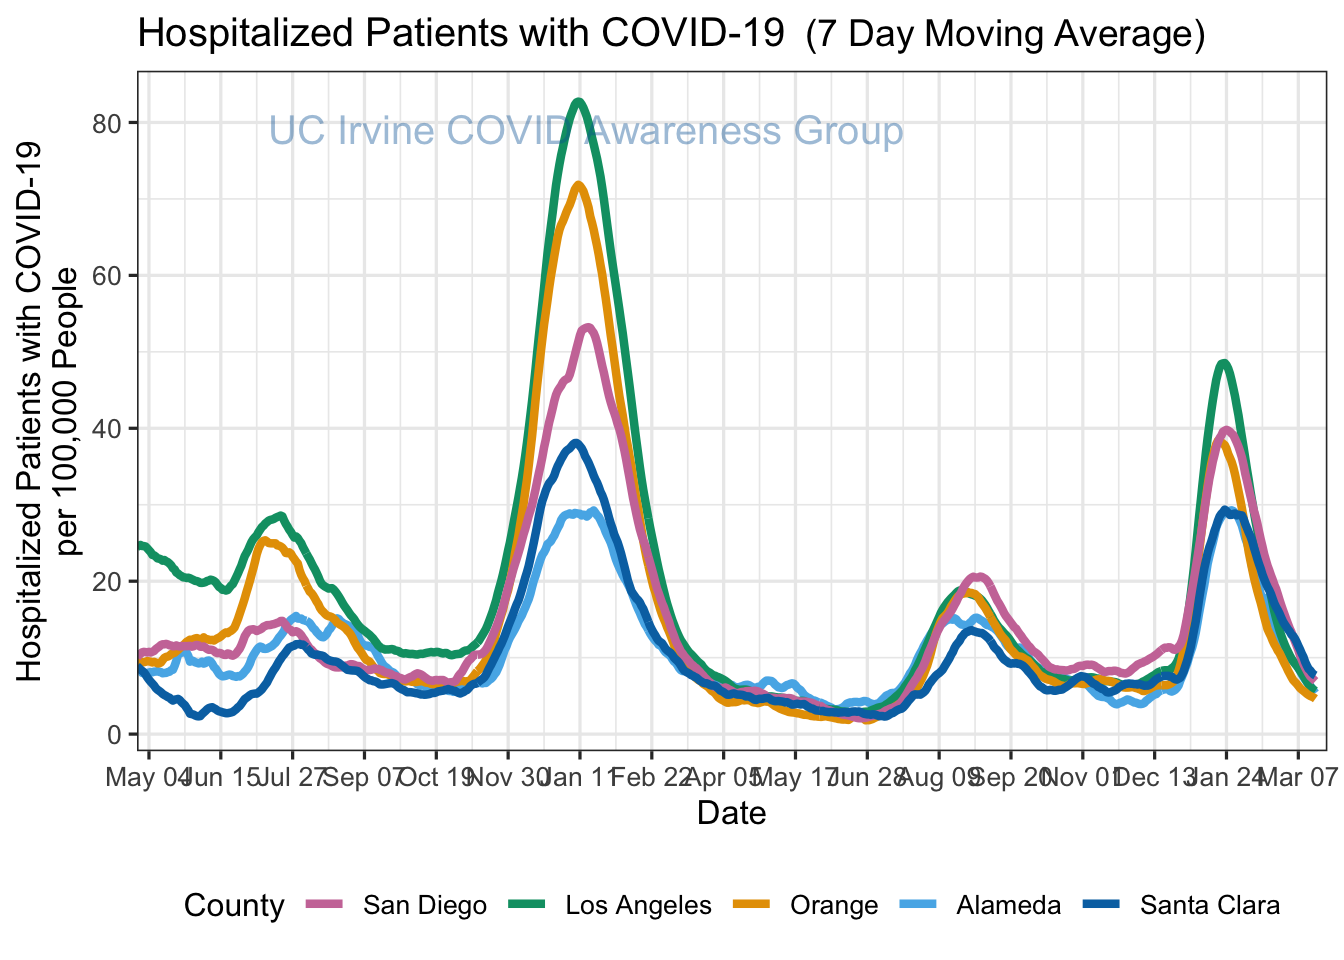 Hospitalized Patients with COVID-19 (7 Day Moving Average)
UC Irvine COVID Awareness Group
Hospitalized Patients with COVID-19
per 100,000 People
80
60
40
20
0
May 04 Jun 15 Jul 27 Sep 07 Oct 19 Nov 30 Jan 11 Feb 22 Apr 05 May 17 Jun 28 Aug 09 Sep 20 Nov 01 Dec 13 Jan 24 Mar 07
Date
County San Diego Los Angeles Orange Alameda Santa Clara